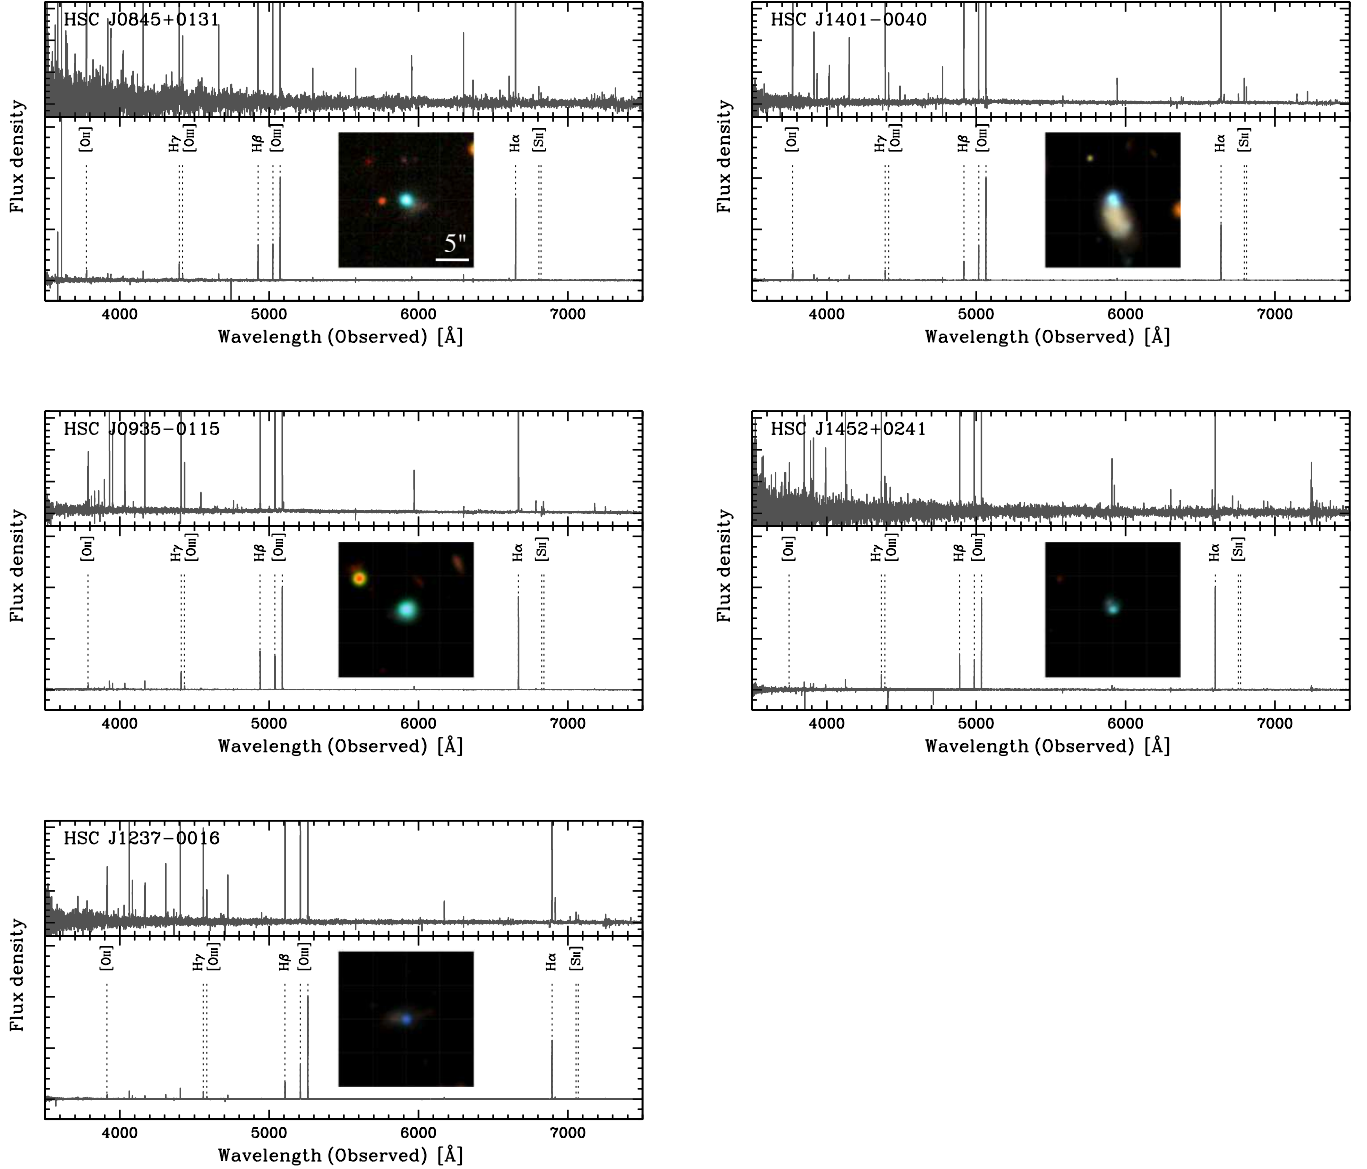 HSC J0845+0131
[OII]
Hγ
[OIII]
Hβ
[OIII]
Hα
[SII]
5"
Flux density
4000 5000 6000 7000
Wavelength (Observed) [Å]
HSC J1401−0040
[OII]
Hγ
[OIII]
Hβ
[OIII]
Hα
[SII]
Flux density
4000 5000 6000 7000
Wavelength (Observed) [Å]
HSC J0935−0115
[OII]
Hγ
[OIII]
Hβ
[OIII]
Hα
[SII]
Flux density
4000 5000 6000 7000
Wavelength (Observed) [Å]
HSC J1452+0241
[OII]
Hγ
[OIII]
Hβ
[OIII]
Hα
[SII]
Flux density
4000 5000 6000 7000
Wavelength (Observed) [Å]
HSC J1237−0016
[OII]
Hγ
[OIII]
Hβ
[OIII]
Hα
[SII]
Flux density
4000 5000 6000 7000
Wavelength (Observed) [Å]